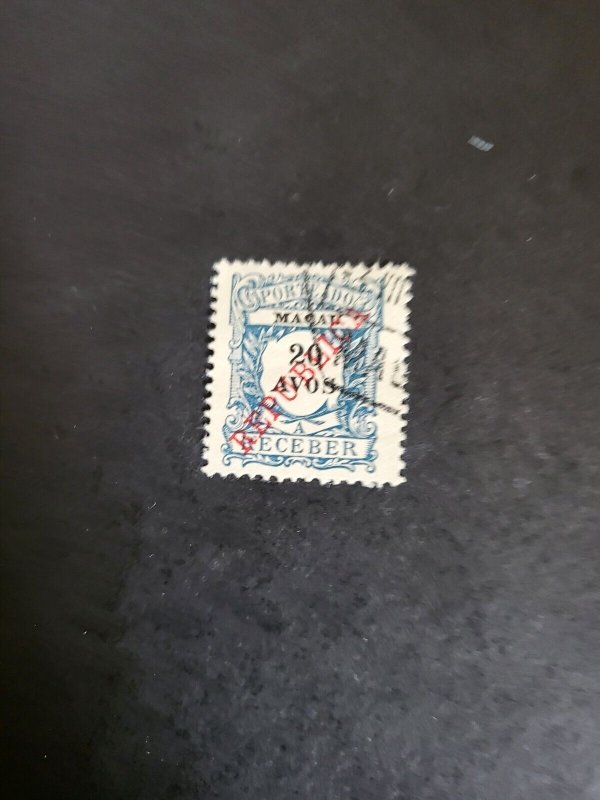 PORTEADO
MACAU
20
AVOS
REPUBLICA
A
RECEBER